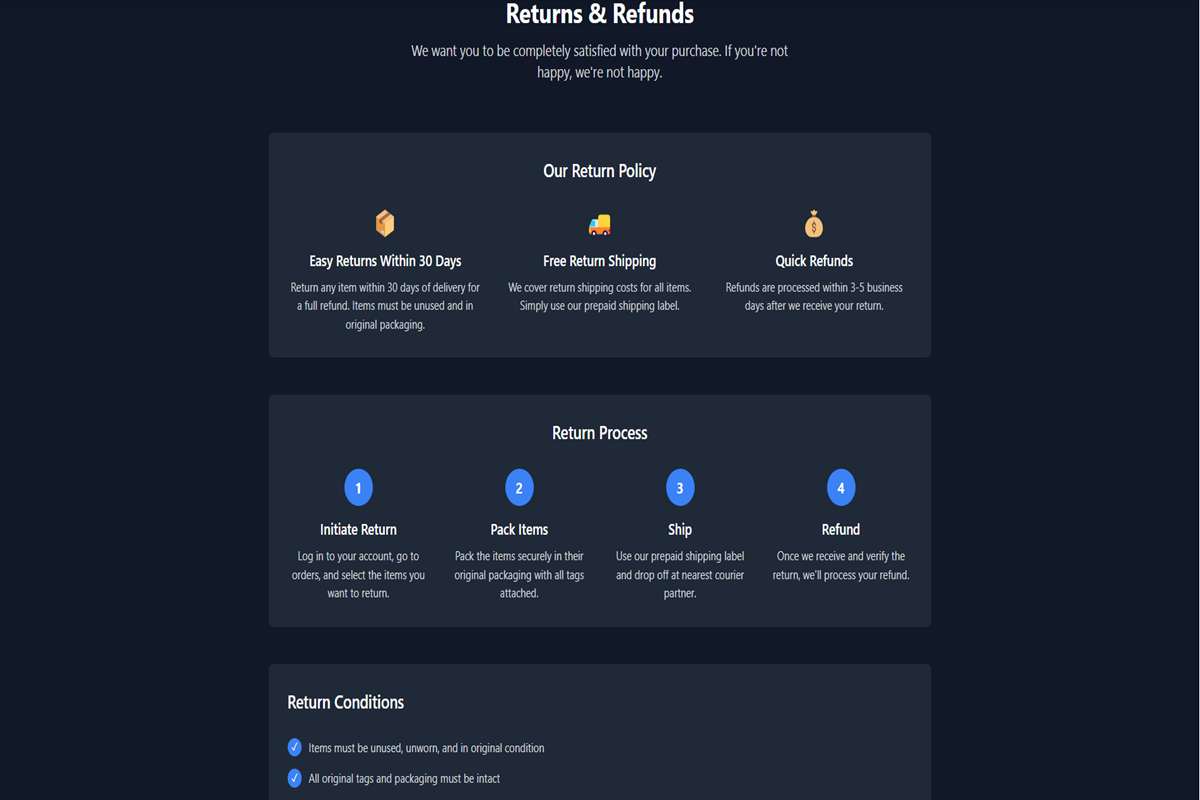 Returns & Refunds
We want you to be completely satisfied with your purchase. If you're not
happy, we're not happy.
Our Return Policy
Easy Returns Within 30 Days
Return any item within 30 days of delivery for
a full refund. Items must be unused and in
original packaging.
Free Return Shipping
We cover return shipping costs for all items.
Simply use our prepaid shipping label.
Quick Refunds
Refunds are processed within 3-5 business
days after we receive your return.
Return Process
1
Initiate Return
Log in to your account, go to
orders, and select the items you
want to return.
2
Pack Items
Pack the items securely in their
original packaging with all tags
attached.
3
Ship
Use our prepaid shipping label
and drop off at nearest courier
partner.
4
Refund
Once we receive and verify the
return, we'll process your refund.
Return Conditions
✓ Items must be unused, unworn, and in original condition
✓ All original tags and packaging must be intact